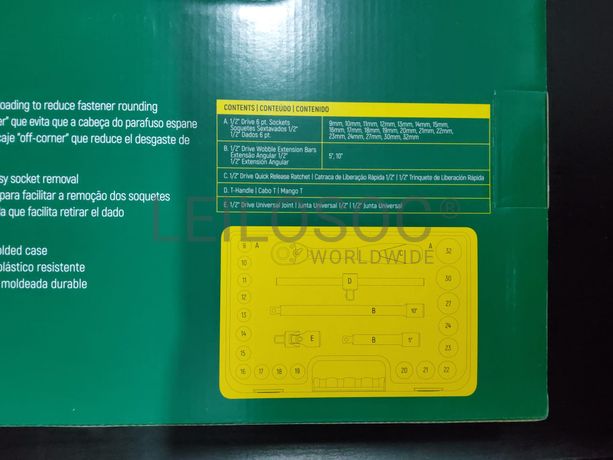 oading to reduce fastener rounding
er" que evita que a cabeça do parafuso espane
caje "off-corner" que reduce el desgaste de
sy socket removal
para facilitar a remoção dos soquetes
la que facilita retirar el dado
olded case
plástico resistente
moldeada durable
CONTENTS | CONTEÚDO | CONTENIDO
A. 1/2" Drive 6 pt. Sockets
Soquetes Sextavados 1/2"
1/2" Dados 6 pt.
9mm, 10mm, 11mm, 12mm, 13mm, 14mm, 15mm,
16mm, 17mm, 18mm, 19mm, 20mm, 21mm, 22mm,
23mm, 24mm, 27mm, 30mm, 32mm
B. 1/2" Drive Wobble Extension Bars
Extensão Angular 1/2"
1/2" Extensión Angular
5", 10"
C. 1/2" Drive Quick Release Ratchet | Catraca de Liberação Rápida 1/2" | 1/2" Trinquete de Liberación Rápida
D. T-Handle | Cabo T | Mango T
E. 1/2" Drive Universal Joint | Junta Universal 1/2" | 1/2" Junta Universal
LEILOSOC®
WORLDWIDE
9 A C A 32
10
11 D 30
12
13 B 10" 27
14 24
E B 5" 23
15
16 17 18 19 20 21 22